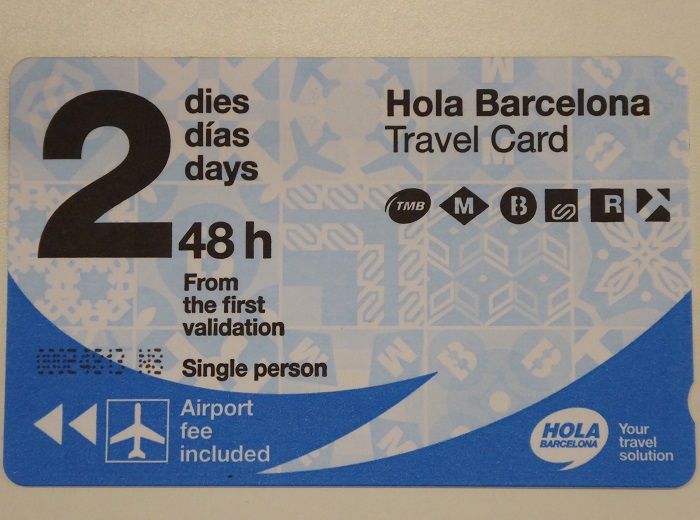 2
dies
días
days
48 h
From
the first
validation
Single person
Airport
fee
included
Hola Barcelona
Travel Card
TMB M B R
HOLA
BARCELONA
Your
travel
solution